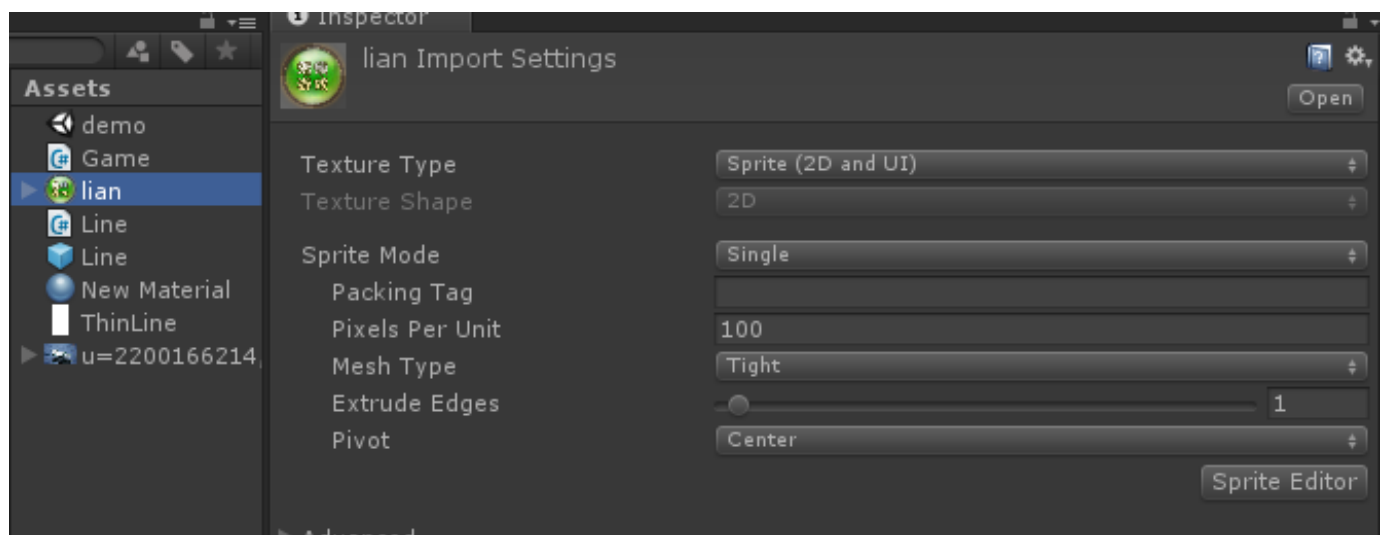 Inspector
lian Import Settings
Open
Assets
demo
Game
lian
Line
Line
New Material
ThinLine
u=2200166214,
Texture Type
Sprite (2D and UI)
Texture Shape
2D
Sprite Mode
Single
Packing Tag
Pixels Per Unit
100
Mesh Type
Tight
Extrude Edges
1
Pivot
Center
Sprite Editor
Advanced